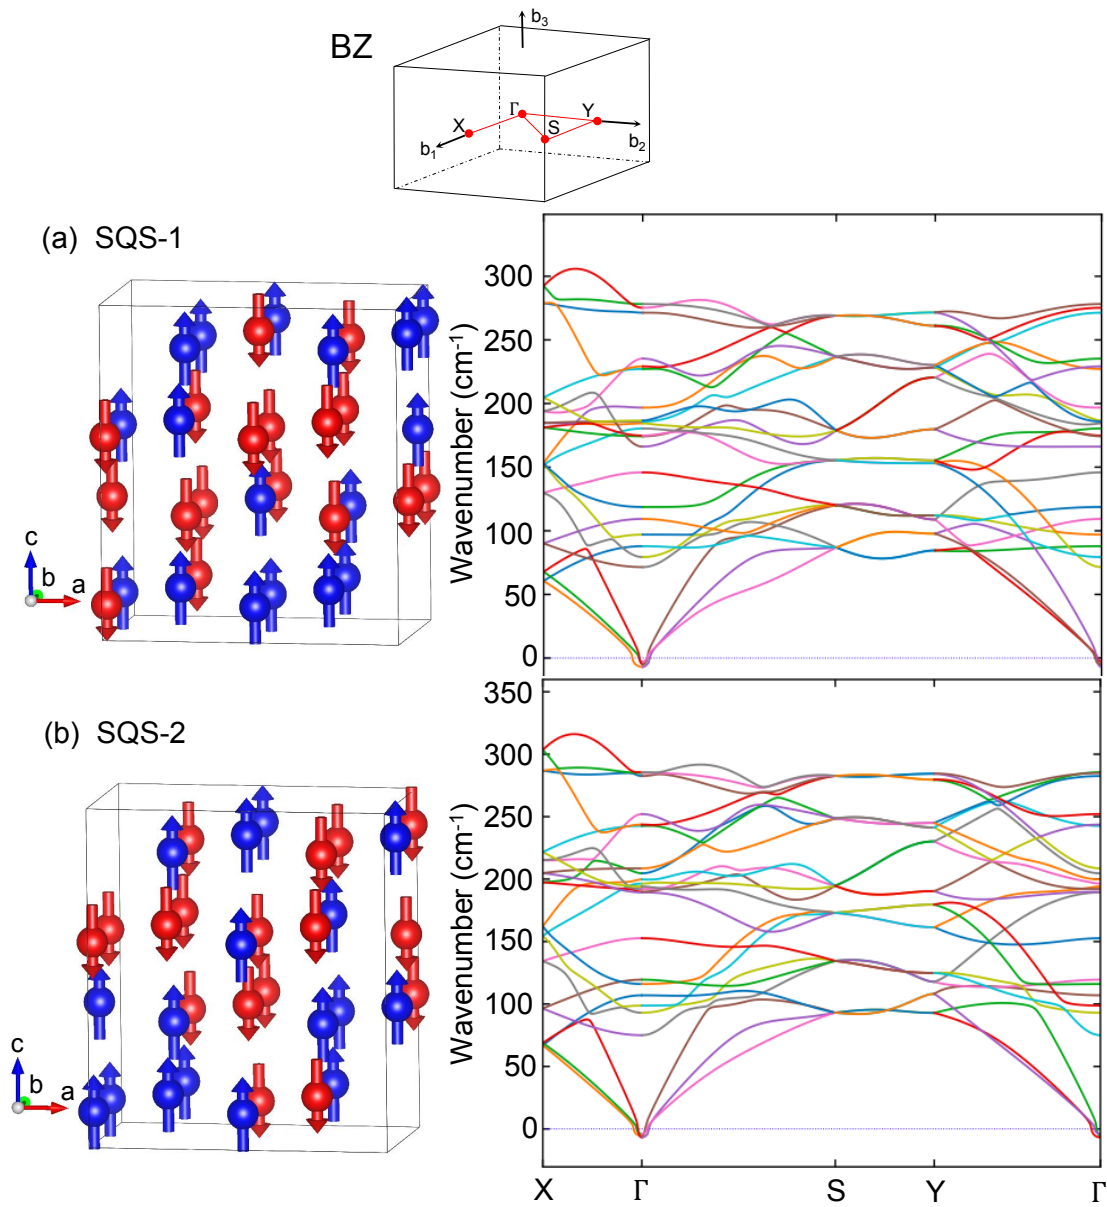 BZ
b3
Γ
Y
X
S
b1
b2
(a) SQS-1
300
250
200
150
100
50
0
Wavenumber (cm-1)
c
b
a
(b) SQS-2
350
300
250
200
150
100
50
0
Wavenumber (cm-1)
c
b
a
X
Γ
S
Y
Γ